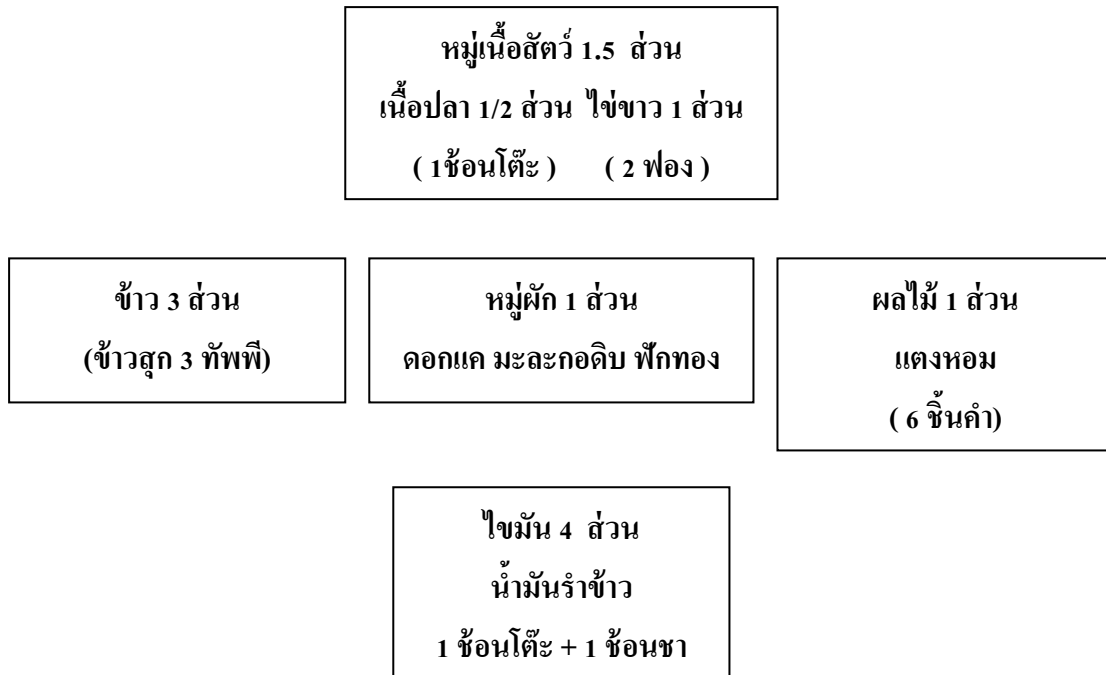 หมู่เนื้อสัตว์ 1.5 ส่วน
เนื้อปลา 1/2 ส่วน ไข่ขาว 1 ส่วน
( 1ช้อนโต๊ะ ) ( 2 ฟอง )
ข้าว 3 ส่วน
(ข้าวสุก 3 ทัพพี)
หมู่ผัก 1 ส่วน
ดอกแค มะละกอดิบ ฟักทอง
ผลไม้ 1 ส่วน
แตงหอม
( 6 ชิ้นคำ)
ไขมัน 4 ส่วน
น้ำมันรำข้าว
1 ช้อนโต๊ะ + 1 ช้อนชา